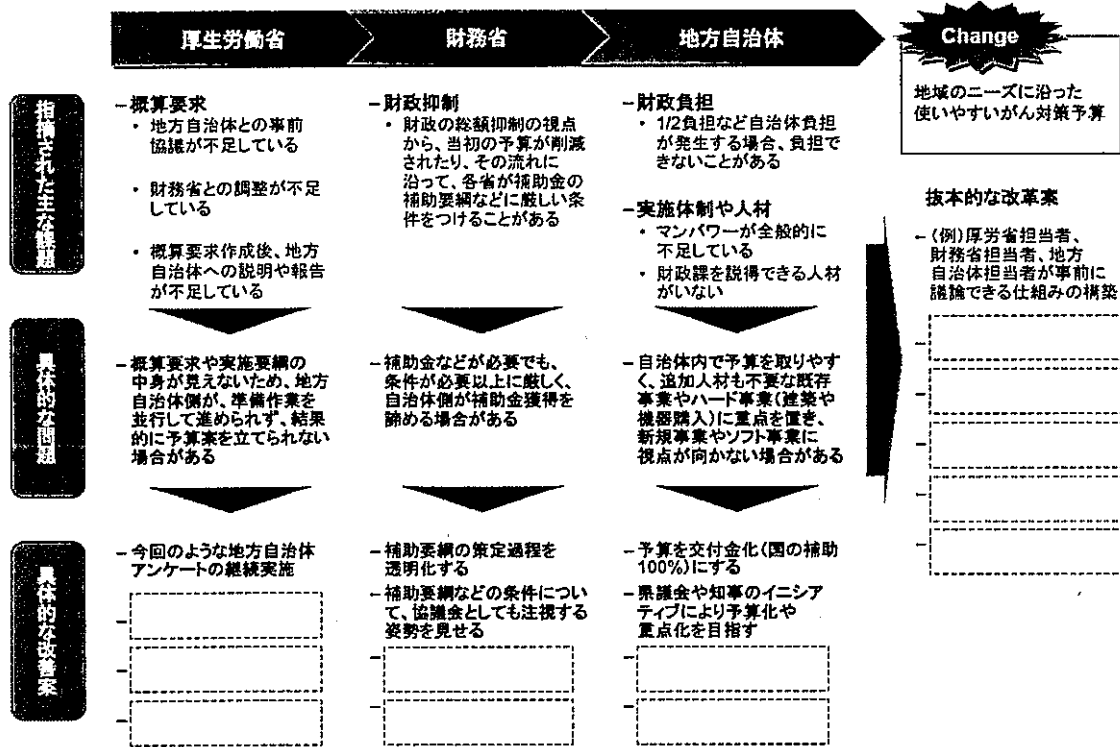 厚生労働省
財務省
地方自治体
Change
地域のニーズに沿った
使いやすいがん対策予算
指摘された主な課題
－概算要求
・ 地方自治体との事前
協議が不足している
・ 財務省との調整が不足
している
・ 概算要求作成後、地方
自治体への説明や報告
が不足している
－財政抑制
・ 財政の総額抑制の視点
から、当初の予算が削減
されたり、その流れに
沿って、各省が補助金の
補助要綱などに厳しい条
件をつけることがある
－財政負担
・ 1/2負担など自治体負担
が発生する場合、負担で
きないことがある
－実施体制や人材
・ マンパワーが全般的に
不足している
・ 財政課を説得できる人材
がいない
抜本的な改革案
－(例)厚労省担当者、
財務省担当者、地方
自治体担当者が事前に
議論できる仕組みの構築
具体的な問題
－概算要求や実施要綱の
中身が見えないため、地方
自治体側が、準備作業を
並行して進められず、結果
的に予算案を立てられない
場合がある
－補助金などが必要でも、
条件が必要以上に厳しく、
自治体側が補助金獲得を
諦める場合がある
－自治体内で予算を取りやす
く、追加人材も不要な既存
事業やハード事業(建築や
機器購入)に重点を置き、
新規事業やソフト事業に
視点が向かない場合がある
具体的な改善案
－今回のような地方自治体
アンケートの継続実施
－補助要綱の策定過程を
透明化する
－補助要綱などの条件につい
て、協議会としても注視する
姿勢を見せる
－予算を交付金化(国の補助
100%)にする
－県議会や知事のイニシア
ティブにより予算化や
重点化を目指す